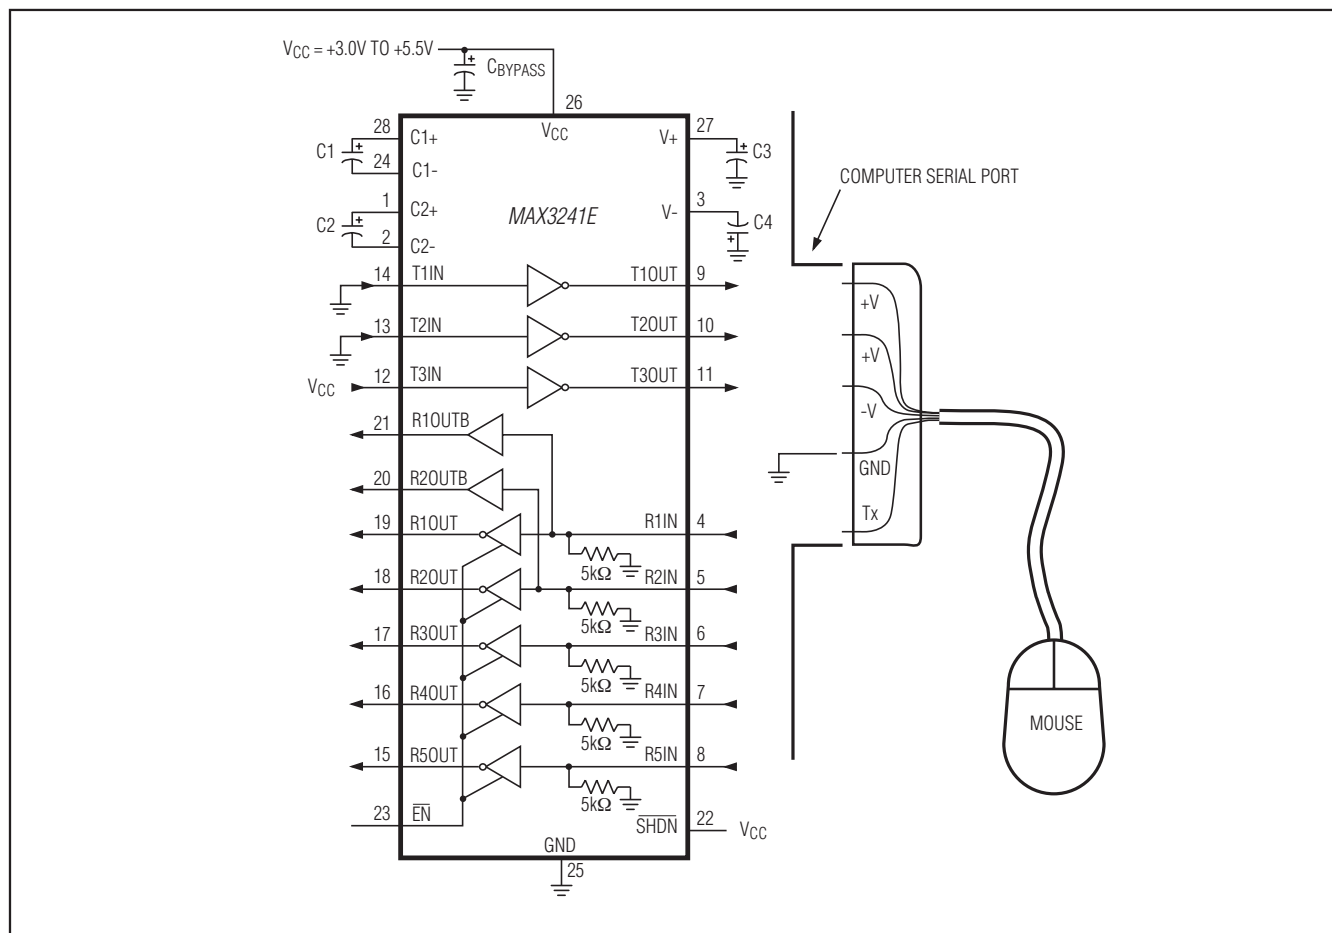 VCC = +3.0V TO +5.5V
CBYPASS
26
VCC
28
C1+
C1
24
C1-
1
C2+
C2
2
C2-
27
V+
C3
3
V-
C4
MAX3241E
COMPUTER SERIAL PORT
14 T1IN T1OUT 9
13 T2IN T2OUT 10
VCC 12 T3IN T3OUT 11
21 R1OUTB
20 R2OUTB
19 R1OUT R1IN 4
5kΩ
18 R2OUT R2IN 5
5kΩ
17 R3OUT R3IN 6
5kΩ
16 R4OUT R4IN 7
5kΩ
15 R5OUT R5IN 8
5kΩ
23 EN
SHDN 22 VCC
GND
25
+V
+V
-V
GND
Tx
MOUSE